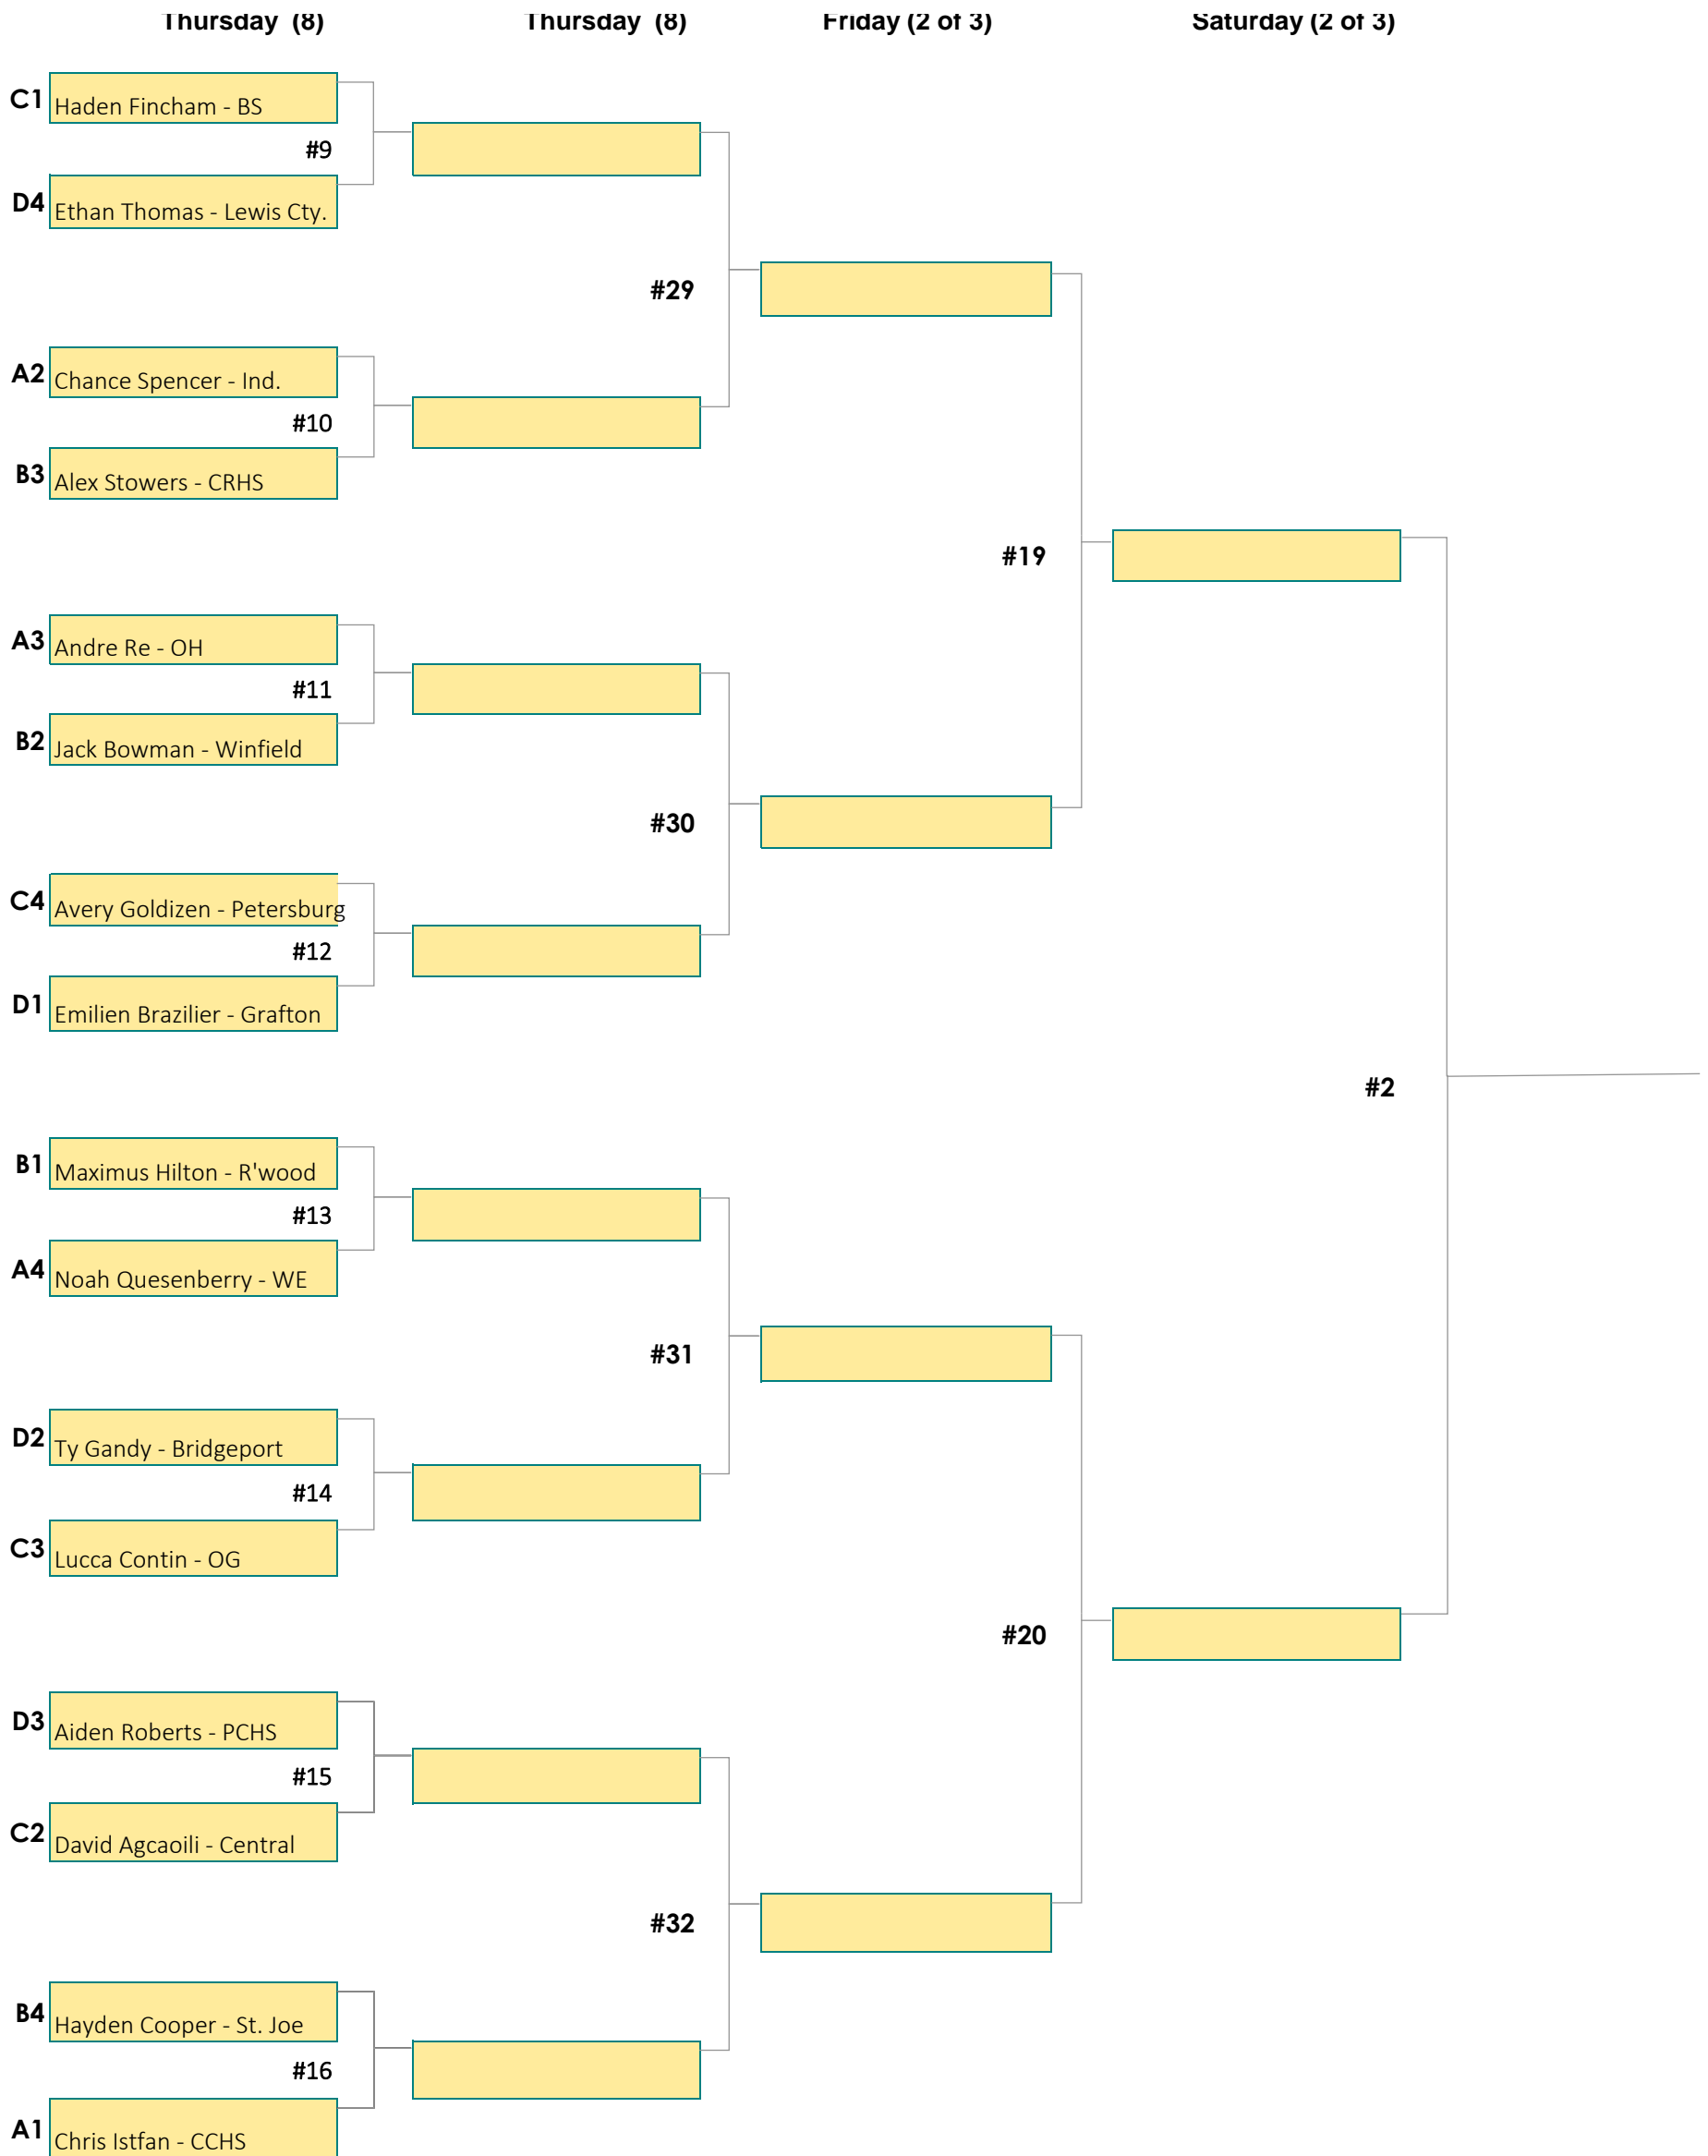 Thursday (8) Thursday (8) Friday (2 of 3) Saturday (2 of 3)
C1 Haden Fincham - BS
#9
D4 Ethan Thomas - Lewis Cty.
#29
A2 Chance Spencer - Ind.
#10
B3 Alex Stowers - CRHS
#19
A3 Andre Re - OH
#11
B2 Jack Bowman - Winfield
#30
C4 Avery Goldizen - Petersburg
#12
D1 Emilien Brazilier - Grafton
#2
B1 Maximus Hilton - R'wood
#13
A4 Noah Quesenberry - WE
#31
D2 Ty Gandy - Bridgeport
#14
C3 Lucca Contin - OG
#20
D3 Aiden Roberts - PCHS
#15
C2 David Agcaoili - Central
#32
B4 Hayden Cooper - St. Joe
#16
A1 Chris Istfan - CCHS